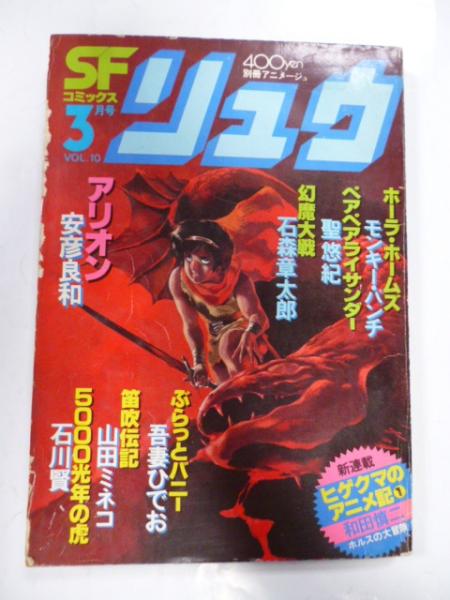 SF
コミックス
3月号
VOL.10
リュウ
400yen
別冊アニメージュ
ホーラ・ホームズ
モンキーパンチ
ペアペアライサンダー
聖悠紀
幻魔大戦
石森章太郎
アリオン
安彦良和
ぶらっとバニー
吾妻ひでお
笛吹伝記
山田ミネコ
5000光年の虎
石川賢
新連載
ヒゲクマの
アニメ記❶
和田慎二
ホルスの大冒険